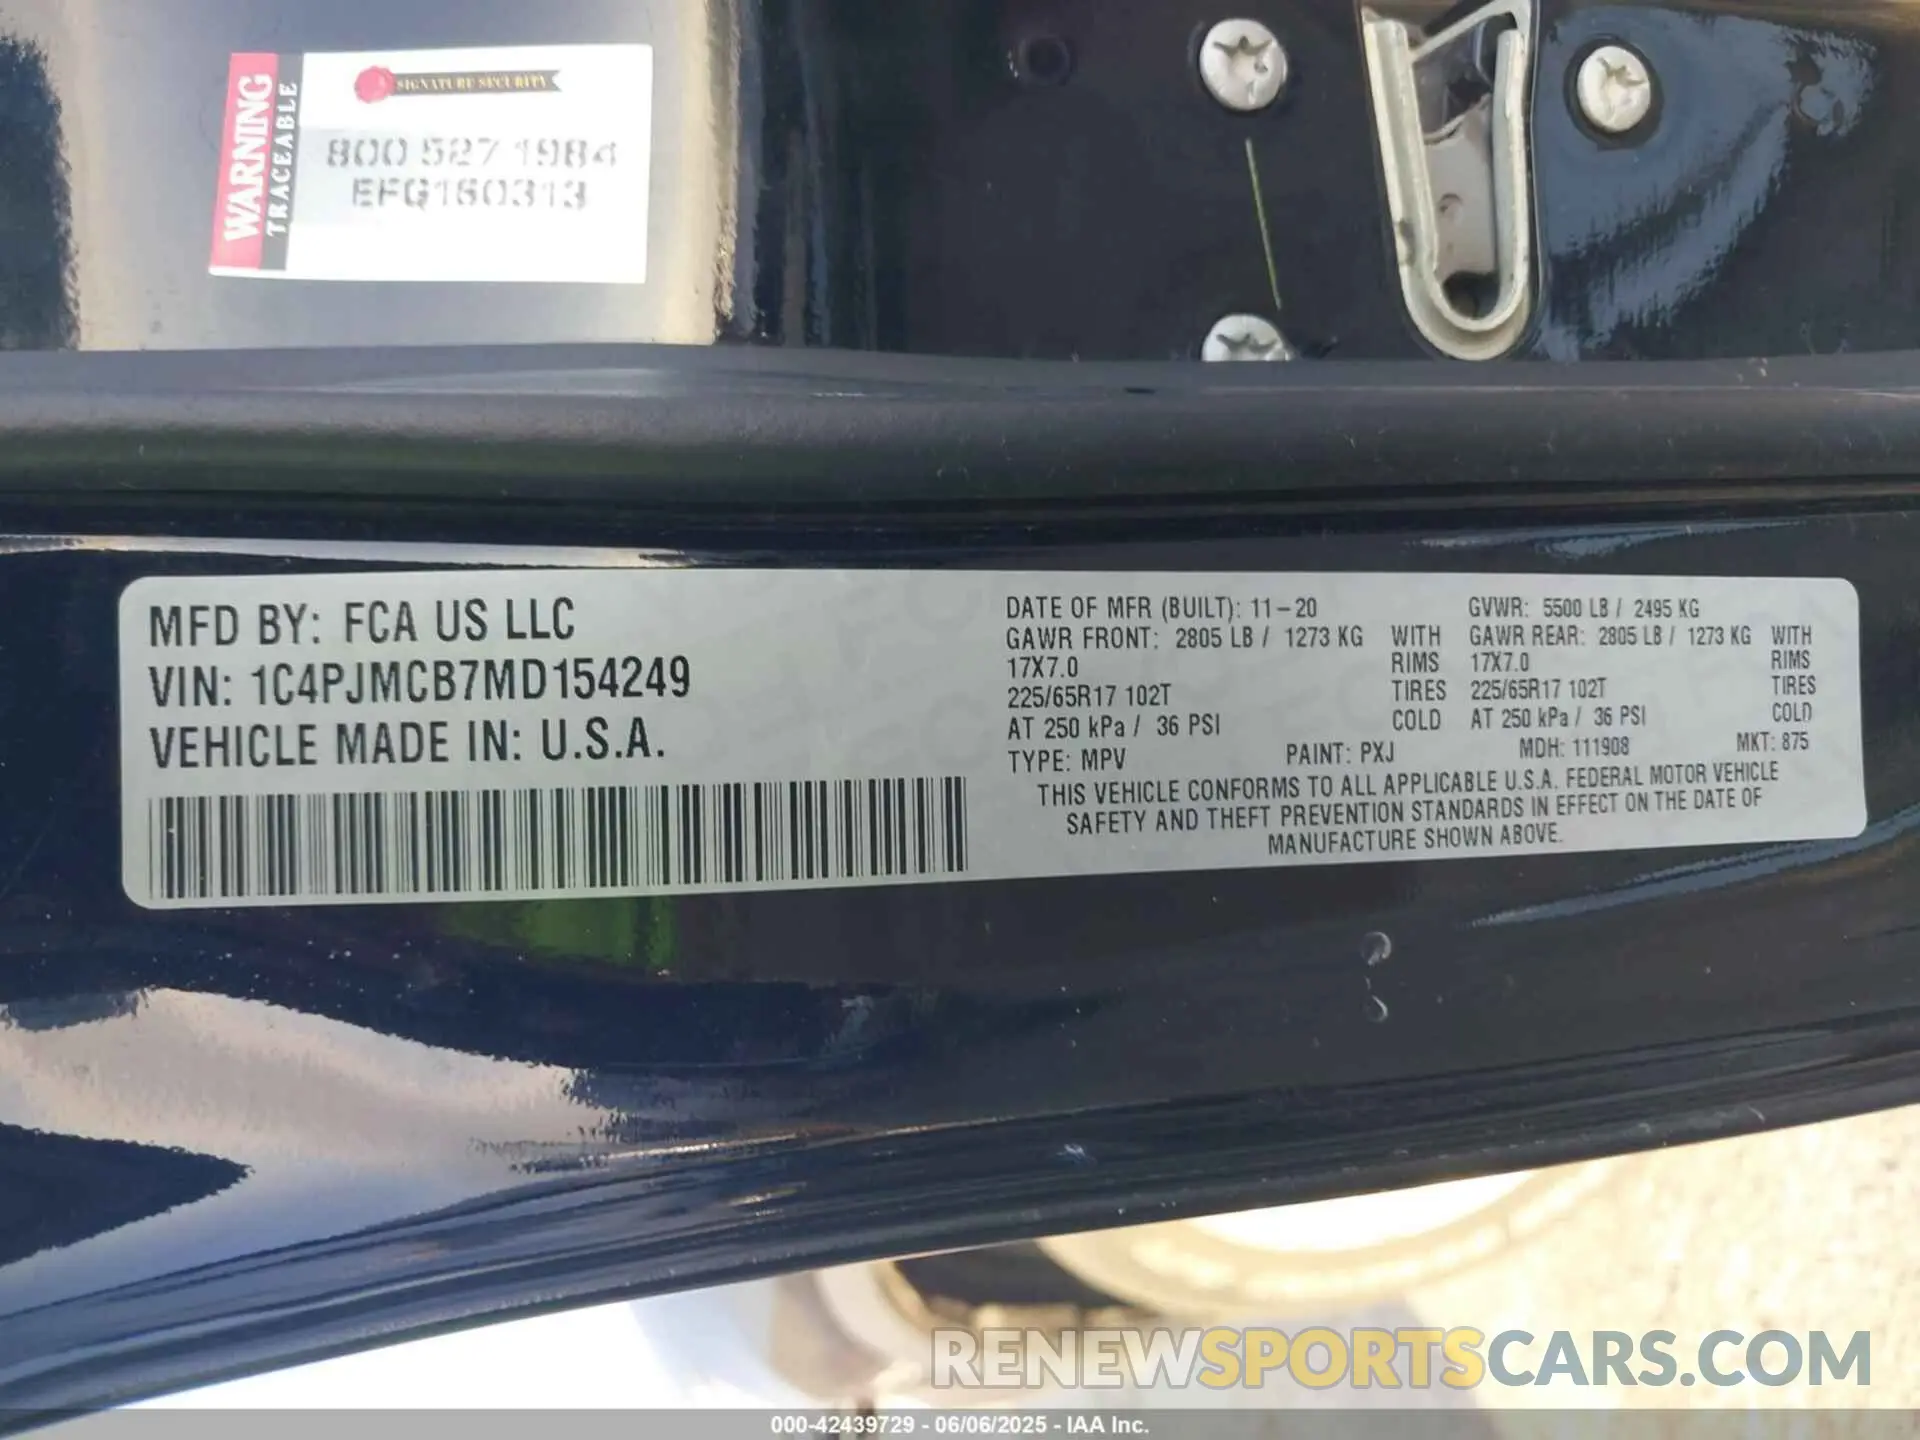 WARNING
TRACEABLE
SIGNATURE SECURITY
800 527 1984
EFG160313
MFD BY: FCA US LLC
VIN: 1C4PJMCB7MD154249
VEHICLE MADE IN: U.S.A.
DATE OF MFR (BUILT): 11-20 GVWR: 5500 LB / 2495 KG
GAWR FRONT: 2805 LB / 1273 KG WITH GAWR REAR: 2805 LB / 1273 KG WITH
17X7.0 RIMS 17X7.0 RIMS
225/65R17 102T TIRES 225/65R17 102T TIRES
AT 250 kPa / 36 PSI COLD AT 250 kPa / 36 PSI COLD
TYPE: MPV PAINT: PXJ MDH: 111908 MKT: 875
THIS VEHICLE CONFORMS TO ALL APPLICABLE U.S.A. FEDERAL MOTOR VEHICLE
SAFETY AND THEFT PREVENTION STANDARDS IN EFFECT ON THE DATE OF
MANUFACTURE SHOWN ABOVE.
RENEWSPORTSCARS.COM
000-42439729 - 06/06/2025 - IAA Inc.